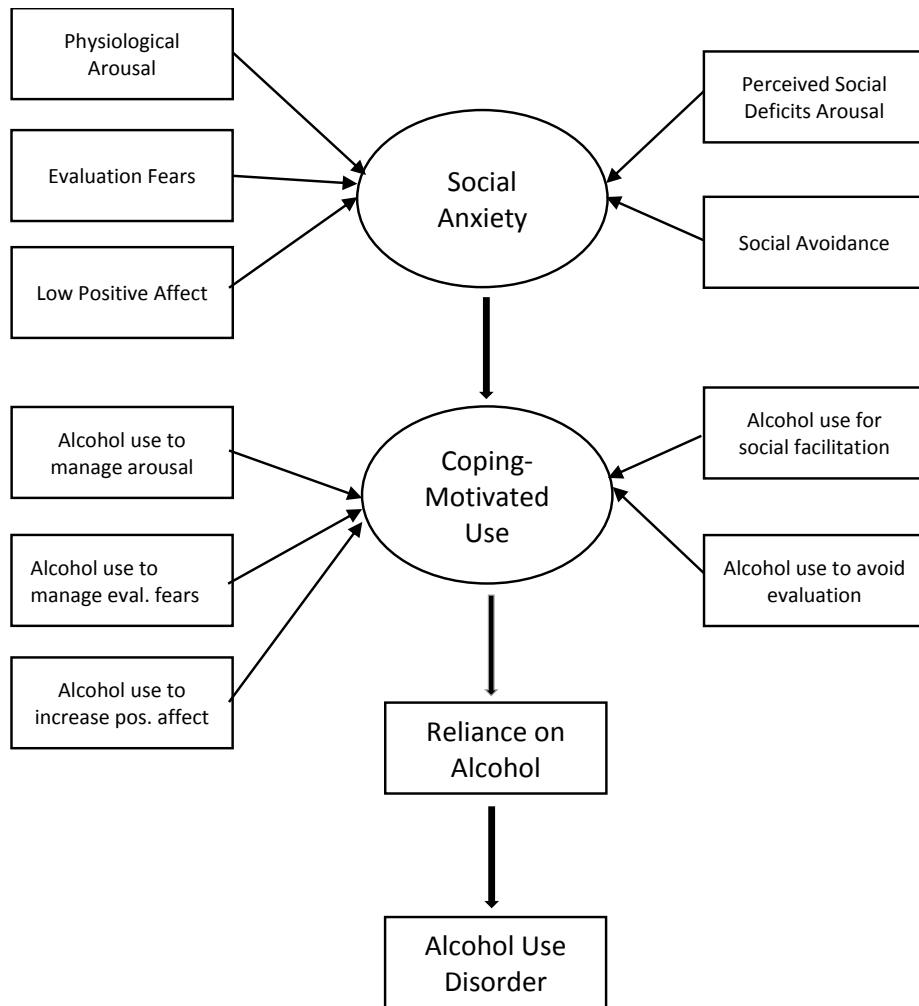 Physiological
Arousal
Perceived Social
Deficits Arousal
Evaluation Fears
Social
Anxiety
Social Avoidance
Low Positive Affect
Alcohol use to
manage arousal
Alcohol use for
social facilitation
Coping-
Motivated
Use
Alcohol use to
manage eval. fears
Alcohol use to avoid
evaluation
Alcohol use to
increase pos. affect
Reliance on
Alcohol
Alcohol Use
Disorder